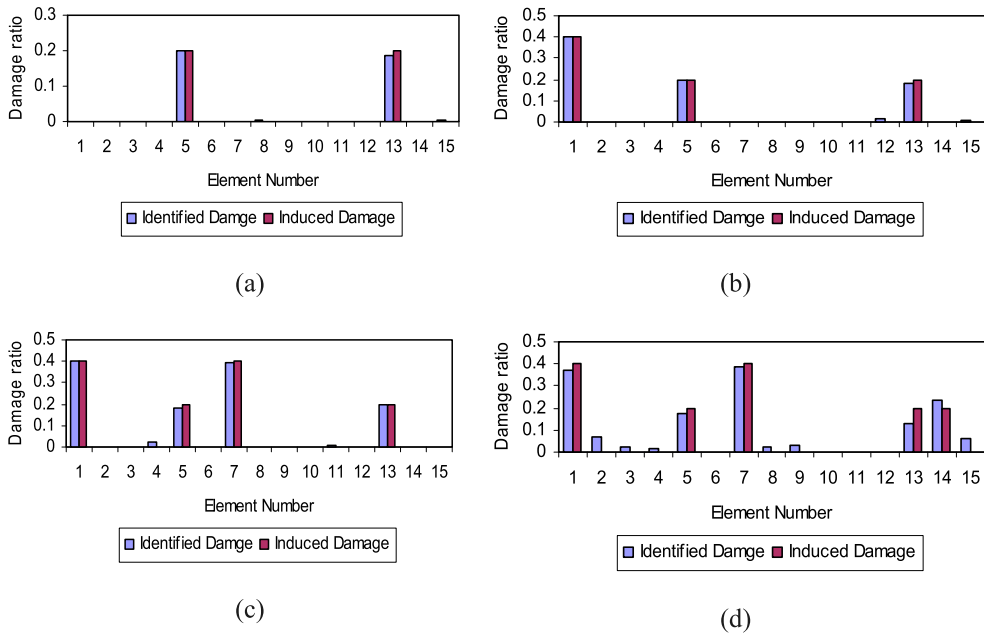 Damage ratio
0.3
0.2
0.1
0
1 2 3 4 5 6 7 8 9 10 11 12 13 14 15
Element Number
Identified Damge Induced Damage
(a)
Damage ratio
0.5
0.4
0.3
0.2
0.1
0
1 2 3 4 5 6 7 8 9 10 11 12 13 14 15
Element Number
Identified Damge Induced Damage
(b)
Damage ratio
0.5
0.4
0.3
0.2
0.1
0
1 2 3 4 5 6 7 8 9 10 11 12 13 14 15
Element Number
Identified Damge Induced Damage
(c)
Damage ratio
0.5
0.4
0.3
0.2
0.1
0
1 2 3 4 5 6 7 8 9 10 11 12 13 14 15
Element Number
Identified Damge Induced Damage
(d)